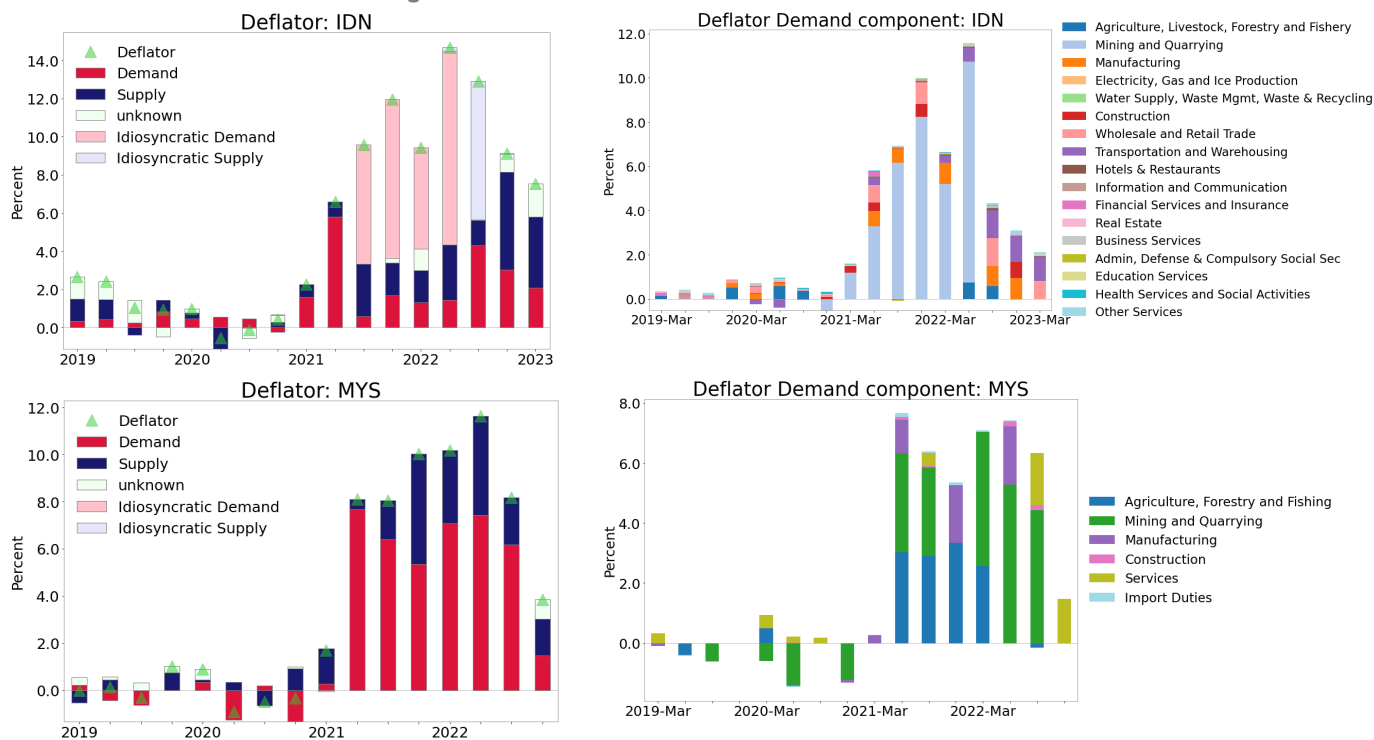 Deflator: IDN
Percent
14.0
12.0
10.0
8.0
6.0
4.0
2.0
0.0
Deflator
Demand
Supply
unknown
Idiosyncratic Demand
Idiosyncratic Supply
2019
2020
2021
2022
2023
Deflator Demand component: IDN
Percent
12.0
10.0
8.0
6.0
4.0
2.0
0.0
2019-Mar
2020-Mar
2021-Mar
2022-Mar
2023-Mar
Agriculture, Livestock, Forestry and Fishery
Mining and Quarrying
Manufacturing
Electricity, Gas and Ice Production
Water Supply, Waste Mgmt, Waste & Recycling
Construction
Wholesale and Retail Trade
Transportation and Warehousing
Hotels & Restaurants
Information and Communication
Financial Services and Insurance
Real Estate
Business Services
Admin, Defense & Compulsory Social Sec
Education Services
Health Services and Social Activities
Other Services
Deflator: MYS
Percent
12.0
10.0
8.0
6.0
4.0
2.0
0.0
Deflator
Demand
Supply
unknown
Idiosyncratic Demand
Idiosyncratic Supply
2019
2020
2021
2022
Deflator Demand component: MYS
Percent
8.0
6.0
4.0
2.0
0.0
2019-Mar
2020-Mar
2021-Mar
2022-Mar
Agriculture, Forestry and Fishing
Mining and Quarrying
Manufacturing
Construction
Services
Import Duties